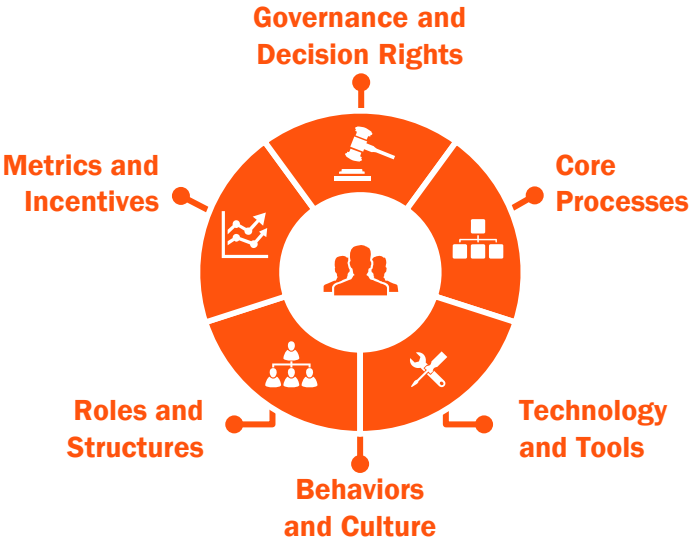 Governance and
Decision Rights
Metrics and
Incentives
Core
Processes
Roles and
Structures
Technology
and Tools
Behaviors
and Culture